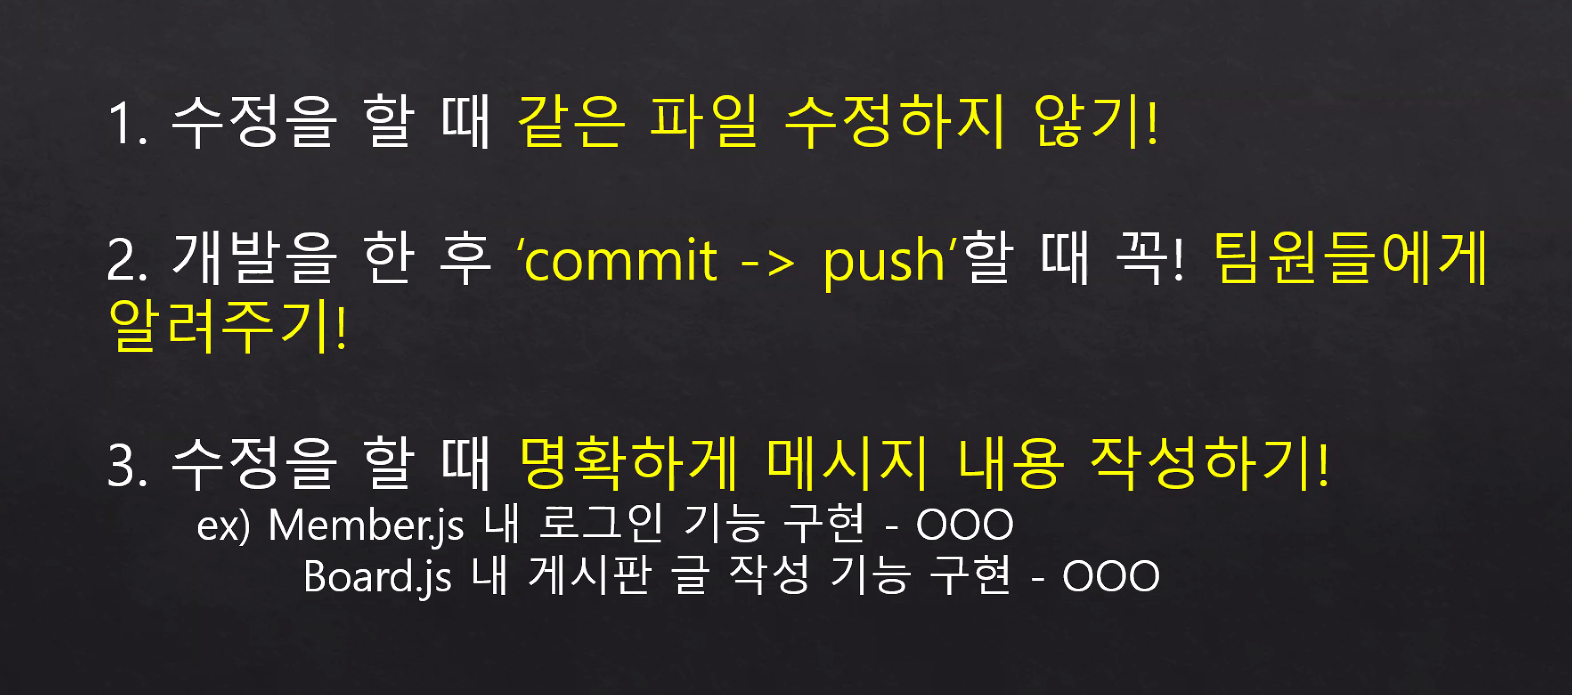 1. 수정을 할 때 같은 파일 수정하지 않기!
2. 개발을 한 후 ‘commit -> push’할 때 꼭! 팀원들에게
알려주기!
3. 수정을 할 때 명확하게 메시지 내용 작성하기!
ex) Member.js 내 로그인 기능 구현 - OOO
Board.js 내 게시판 글 작성 기능 구현 - OOO